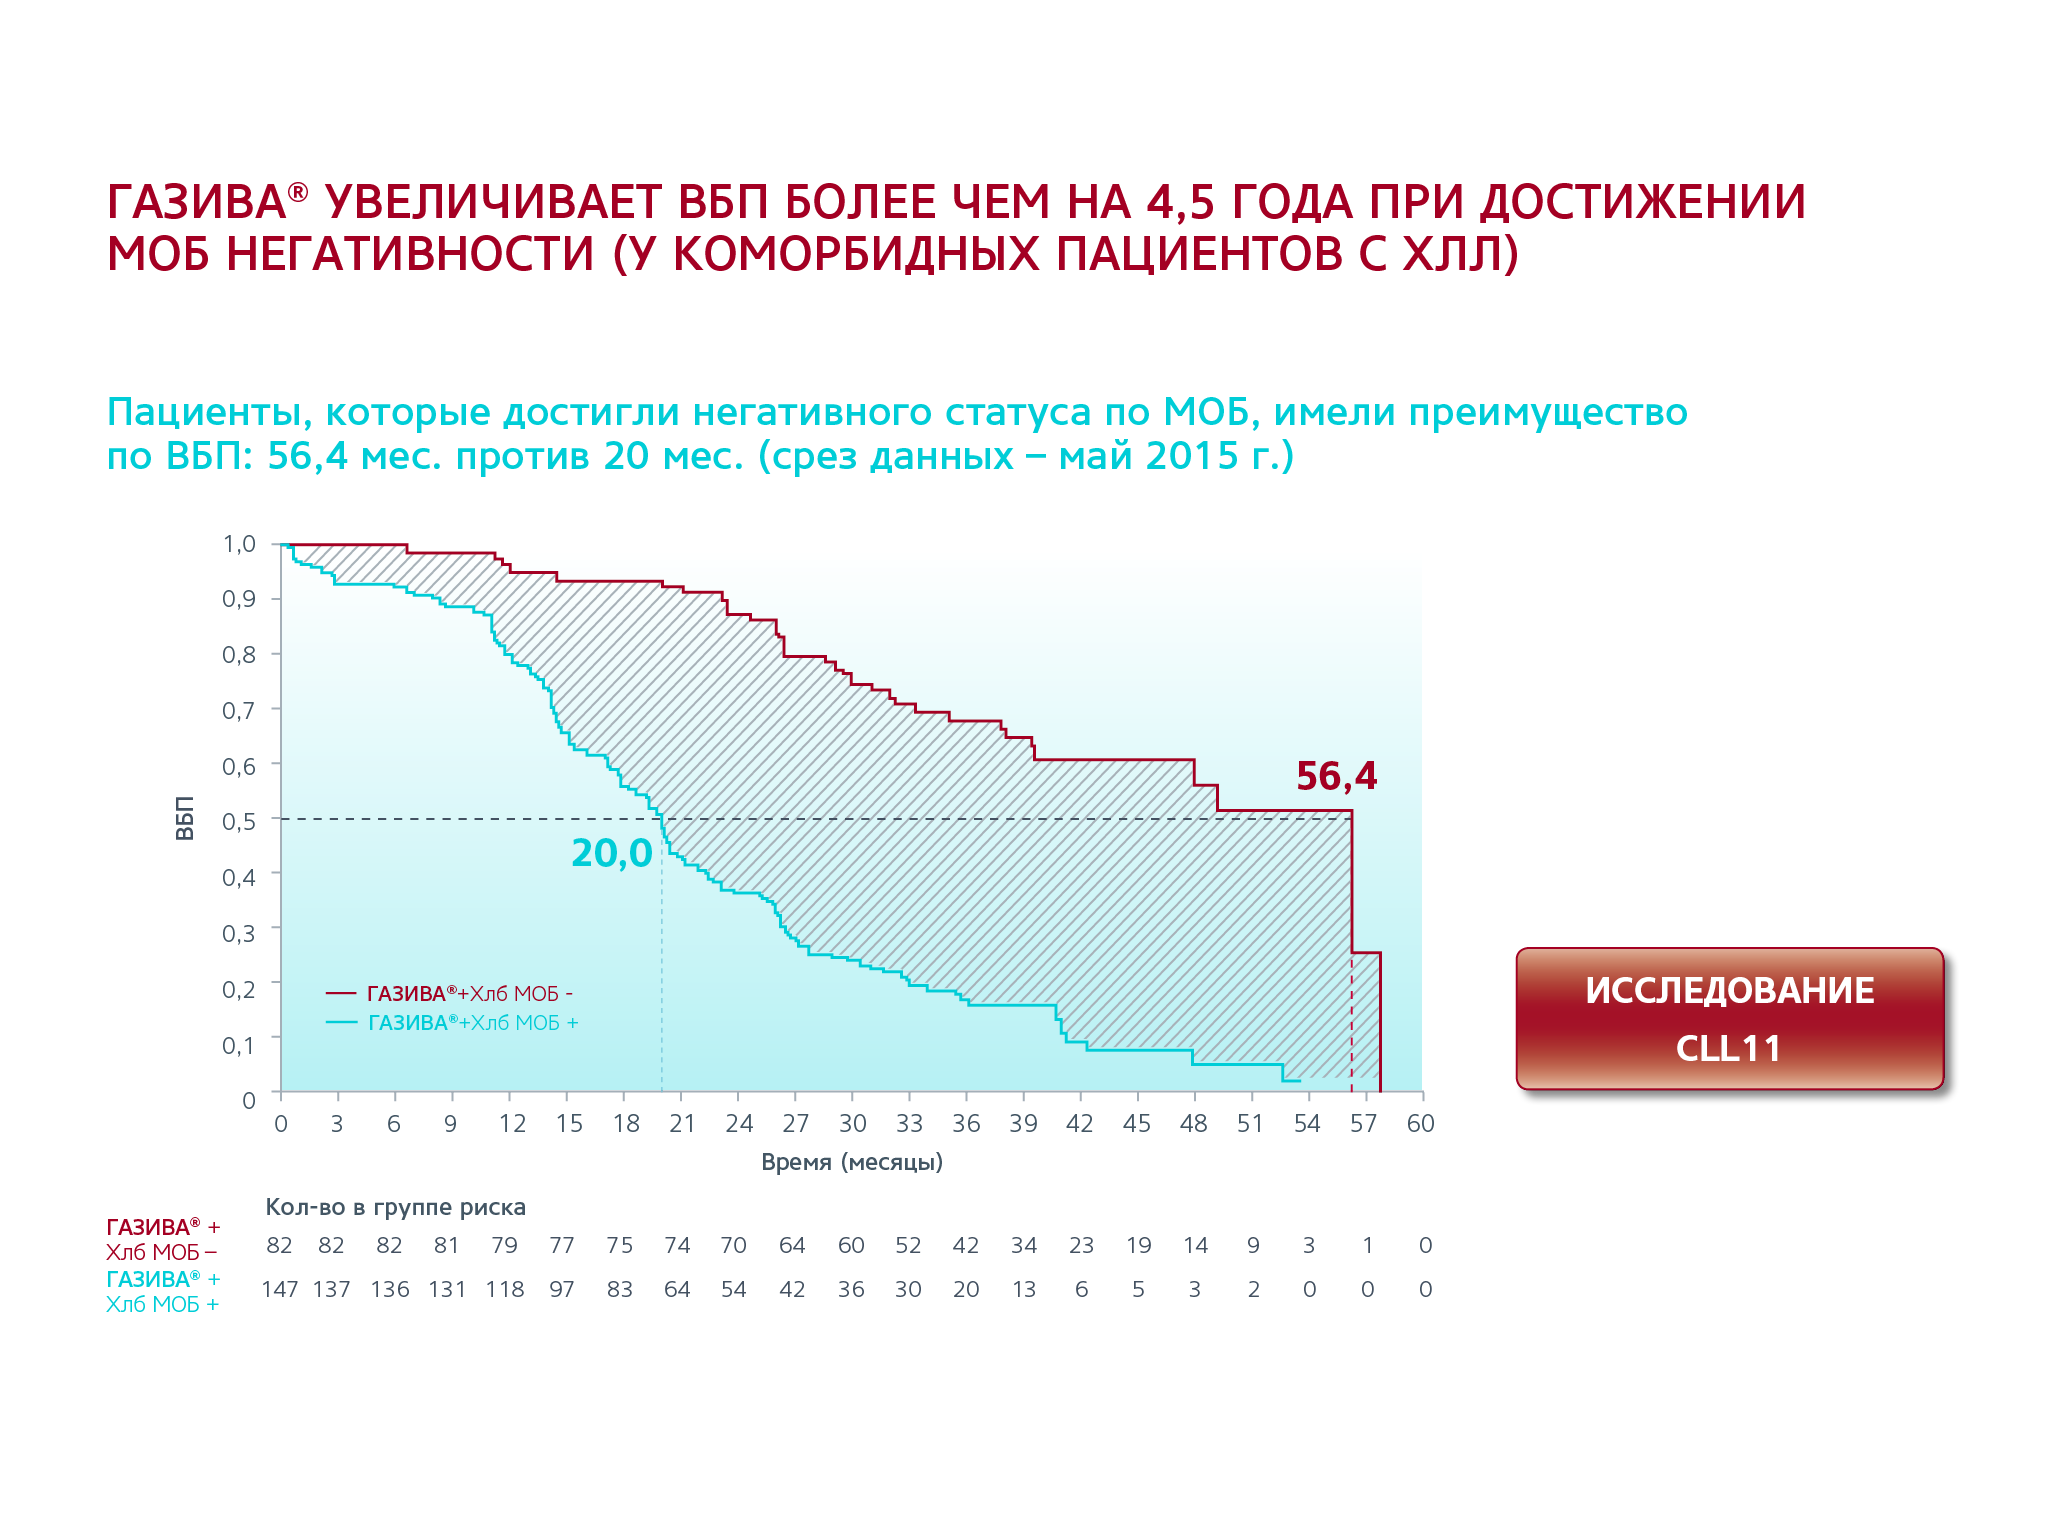 ГАЗИВА® УВЕЛИЧИВАЕТ ВБП БОЛЕЕ ЧЕМ НА 4,5 ГОДА ПРИ ДОСТИЖЕНИИ
МОБ НЕГАТИВНОСТИ (У КОМОРБИДНЫХ ПАЦИЕНТОВ С ХЛЛ)
Пациенты, которые достигли негативного статуса по МОБ, имели преимущество
по ВБП: 56,4 мес. против 20 мес. (срез данных – май 2015 г.)
1,0
0,9
0,8
0,7
0,6
0,5
0,4
0,3
0,2
0,1
0
ВБП
56,4
20,0
ГАЗИВА®+Хлб МОБ -
ГАЗИВА®+Хлб МОБ +
0 3 6 9 12 15 18 21 24 27 30 33 36 39 42 45 48 51 54 57 60
Время (месяцы)
ИССЛЕДОВАНИЕ
CLL11
Кол-во в группе риска
ГАЗИВА® +
Хлб МОБ – 82 82 82 81 79 77 75 74 70 64 60 52 42 34 23 19 14 9 3 1 0
ГАЗИВА® +
Хлб МОБ + 147 137 136 131 118 97 83 64 54 42 36 30 20 13 6 5 3 2 0 0 0